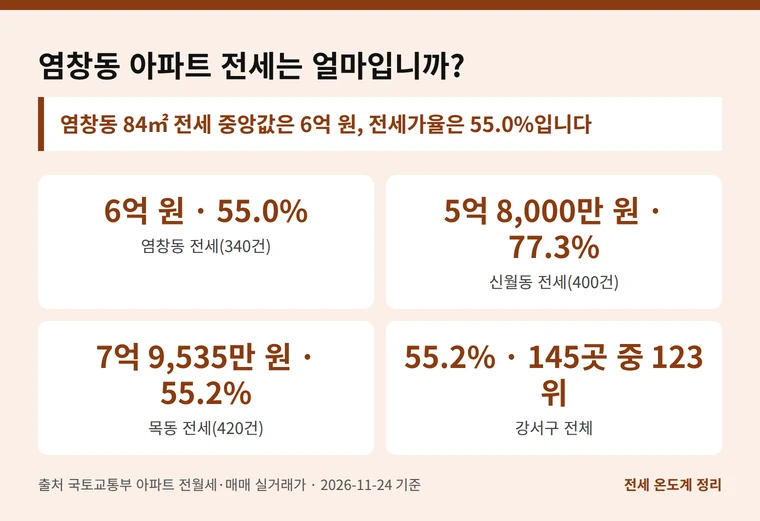 염창동 아파트 전세는 얼마입니까?
염창동 84㎡ 전세 중앙값은 6억 원, 전세가율은 55.0%입니다
6억 원 · 55.0%
염창동 전세(340건)
5억 8,000만 원 ·
77.3%
신월동 전세(400건)
7억 9,535만 원 ·
55.2%
목동 전세(420건)
55.2% · 145곳 중 123
위
강서구 전체
출처 국토교통부 아파트 전월세·매매 실거래가 · 2026-11-24 기준
전세 온도계 정리